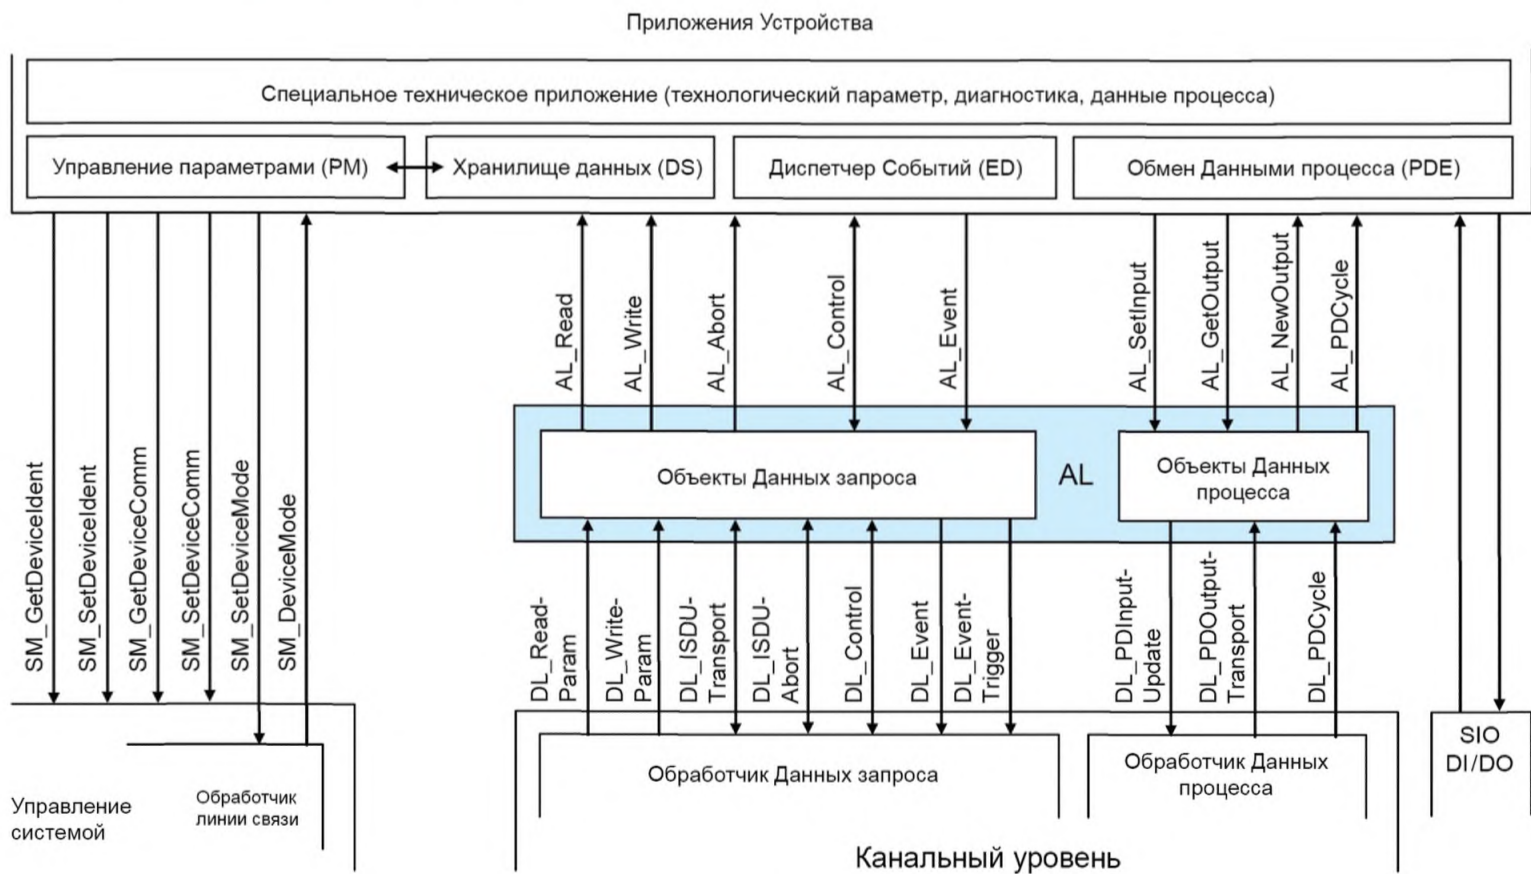 Приложения Устройства
Специальное техническое приложение (технологический параметр, диагностика, данные процесса)
Управление параметрами (PM)
Хранилище данных (DS)
Диспетчер Событий (ED)
Обмен Данными процесса (PDE)
SM_GetDeviceIdent
SM_SetDeviceIdent
SM_GetDeviceComm
SM_SetDeviceComm
SM_SetDeviceMode
SM_DeviceMode
AL_Read
AL_Write
AL_Abort
AL_Control
AL_Event
AL_SetInput
AL_GetOutput
AL_NewOutput
AL_PDCycle
Объекты Данных запроса
AL
Объекты Данных
процесса
DL_Read-
Param
DL_Write-
Param
DL_ISDU-
Transport
DL_ISDU-
Abort
DL_Control
DL_Event
DL_Event-
Trigger
DL_PDInput-
Update
DL_PDOutput-
Transport
DL_PDCycle
Управление
системой
Обработчик
линии связи
Обработчик Данных запроса
Обработчик Данных
процесса
SIO
DI/DO
Канальный уровень